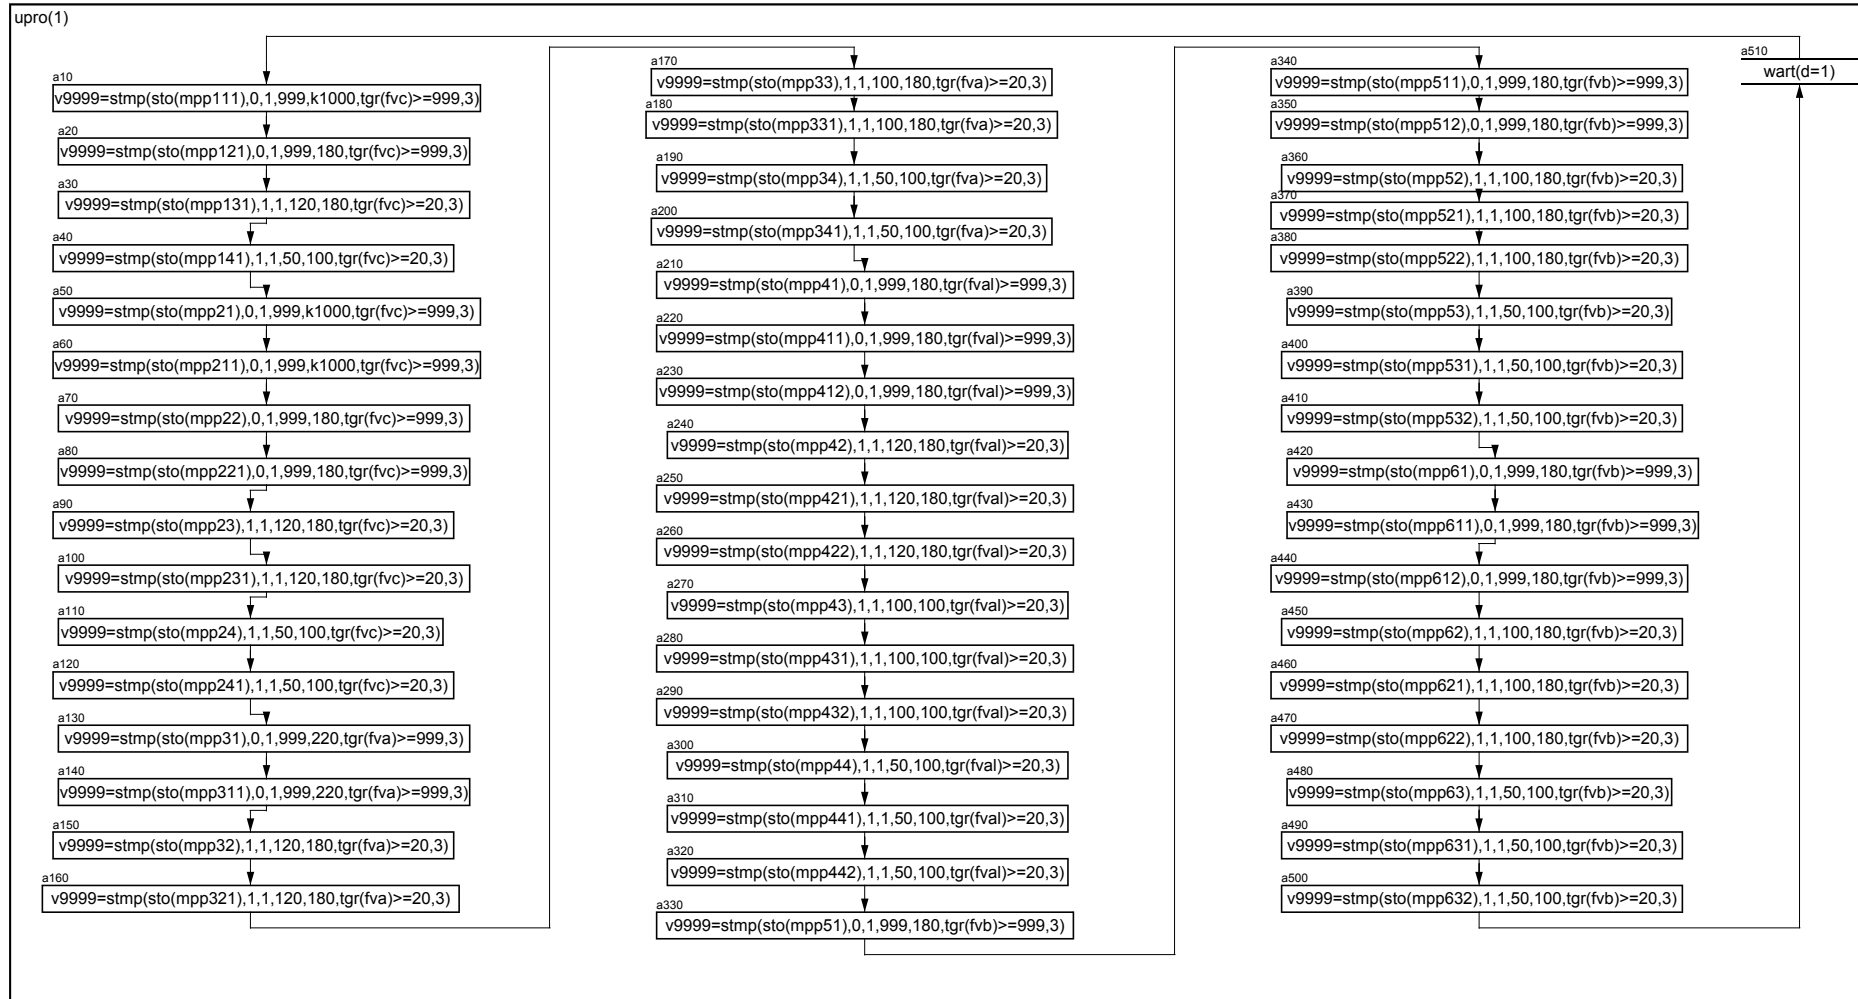 upro(1)
a10
v9999=stmp(sto(mpp111),0,1,999,k1000,tgr(fvc)>=999,3)
a20
v9999=stmp(sto(mpp121),0,1,999,180,tgr(fvc)>=999,3)
a30
v9999=stmp(sto(mpp131),1,1,120,180,tgr(fvc)>=20,3)
a40
v9999=stmp(sto(mpp141),1,1,50,100,tgr(fvc)>=20,3)
a50
v9999=stmp(sto(mpp21),0,1,999,k1000,tgr(fvc)>=999,3)
a60
v9999=stmp(sto(mpp211),0,1,999,k1000,tgr(fvc)>=999,3)
a70
v9999=stmp(sto(mpp22),0,1,999,180,tgr(fvc)>=999,3)
a80
v9999=stmp(sto(mpp221),0,1,999,180,tgr(fvc)>=999,3)
a90
v9999=stmp(sto(mpp23),1,1,120,180,tgr(fvc)>=20,3)
a100
v9999=stmp(sto(mpp231),1,1,120,180,tgr(fvc)>=20,3)
a110
v9999=stmp(sto(mpp24),1,1,50,100,tgr(fvc)>=20,3)
a120
v9999=stmp(sto(mpp241),1,1,50,100,tgr(fvc)>=20,3)
a130
v9999=stmp(sto(mpp31),0,1,999,220,tgr(fva)>=999,3)
a140
v9999=stmp(sto(mpp311),0,1,999,220,tgr(fva)>=999,3)
a150
v9999=stmp(sto(mpp32),1,1,120,180,tgr(fva)>=20,3)
a160
v9999=stmp(sto(mpp321),1,1,120,180,tgr(fva)>=20,3)
a170
v9999=stmp(sto(mpp33),1,1,100,180,tgr(fva)>=20,3)
a180
v9999=stmp(sto(mpp331),1,1,100,180,tgr(fva)>=20,3)
a190
v9999=stmp(sto(mpp34),1,1,50,100,tgr(fva)>=20,3)
a200
v9999=stmp(sto(mpp341),1,1,50,100,tgr(fva)>=20,3)
a210
v9999=stmp(sto(mpp41),0,1,999,180,tgr(fval)>=999,3)
a220
v9999=stmp(sto(mpp411),0,1,999,180,tgr(fval)>=999,3)
a230
v9999=stmp(sto(mpp412),0,1,999,180,tgr(fval)>=999,3)
a240
v9999=stmp(sto(mpp42),1,1,120,180,tgr(fval)>=20,3)
a250
v9999=stmp(sto(mpp421),1,1,120,180,tgr(fval)>=20,3)
a260
v9999=stmp(sto(mpp422),1,1,120,180,tgr(fval)>=20,3)
a270
v9999=stmp(sto(mpp43),1,1,100,100,tgr(fval)>=20,3)
a280
v9999=stmp(sto(mpp431),1,1,100,100,tgr(fval)>=20,3)
a290
v9999=stmp(sto(mpp432),1,1,100,100,tgr(fval)>=20,3)
a300
v9999=stmp(sto(mpp44),1,1,50,100,tgr(fval)>=20,3)
a310
v9999=stmp(sto(mpp441),1,1,50,100,tgr(fval)>=20,3)
a320
v9999=stmp(sto(mpp442),1,1,50,100,tgr(fval)>=20,3)
a330
v9999=stmp(sto(mpp51),0,1,999,180,tgr(fvb)>=999,3)
a340
v9999=stmp(sto(mpp511),0,1,999,180,tgr(fvb)>=999,3)
a350
v9999=stmp(sto(mpp512),0,1,999,180,tgr(fvb)>=999,3)
a360
v9999=stmp(sto(mpp52),1,1,100,180,tgr(fvb)>=20,3)
a370
v9999=stmp(sto(mpp521),1,1,100,180,tgr(fvb)>=20,3)
a380
v9999=stmp(sto(mpp522),1,1,100,180,tgr(fvb)>=20,3)
a390
v9999=stmp(sto(mpp53),1,1,50,100,tgr(fvb)>=20,3)
a400
v9999=stmp(sto(mpp531),1,1,50,100,tgr(fvb)>=20,3)
a410
v9999=stmp(sto(mpp532),1,1,50,100,tgr(fvb)>=20,3)
a420
v9999=stmp(sto(mpp61),0,1,999,180,tgr(fvb)>=999,3)
a430
v9999=stmp(sto(mpp611),0,1,999,180,tgr(fvb)>=999,3)
a440
v9999=stmp(sto(mpp612),0,1,999,180,tgr(fvb)>=999,3)
a450
v9999=stmp(sto(mpp62),1,1,100,180,tgr(fvb)>=20,3)
a460
v9999=stmp(sto(mpp621),1,1,100,180,tgr(fvb)>=20,3)
a470
v9999=stmp(sto(mpp622),1,1,100,180,tgr(fvb)>=20,3)
a480
v9999=stmp(sto(mpp63),1,1,50,100,tgr(fvb)>=20,3)
a490
v9999=stmp(sto(mpp631),1,1,50,100,tgr(fvb)>=20,3)
a500
v9999=stmp(sto(mpp632),1,1,50,100,tgr(fvb)>=20,3)
a510
wart(d=1)